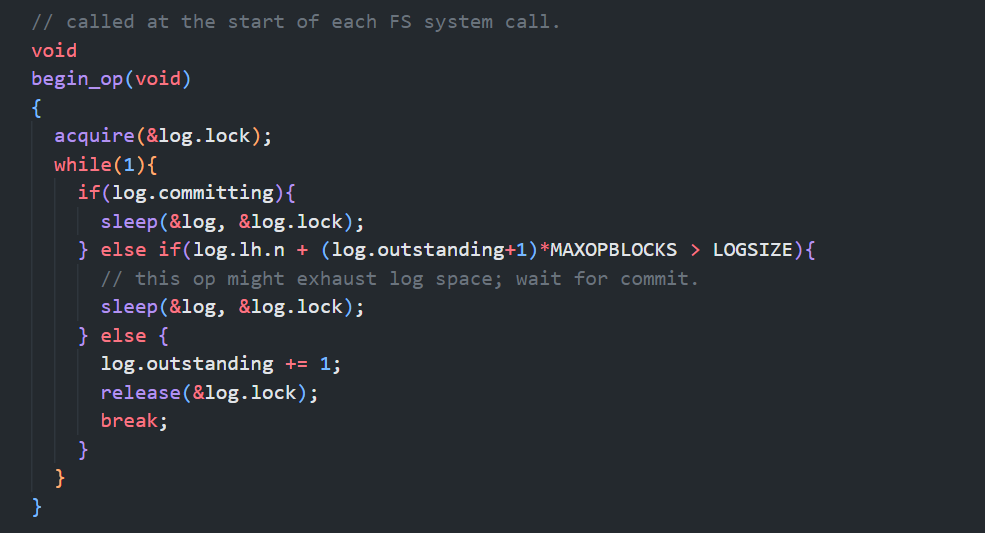 // called at the start of each FS system call.
void
begin_op(void)
{
  acquire(&log.lock);
  while(1){
    if(log.committing){
      sleep(&log, &log.lock);
    } else if(log.lh.n + (log.outstanding+1)*MAXOPBLOCKS > LOGSIZE){
      // this op might exhaust log space; wait for commit.
      sleep(&log, &log.lock);
    } else {
      log.outstanding += 1;
      release(&log.lock);
      break;
    }
  }
}